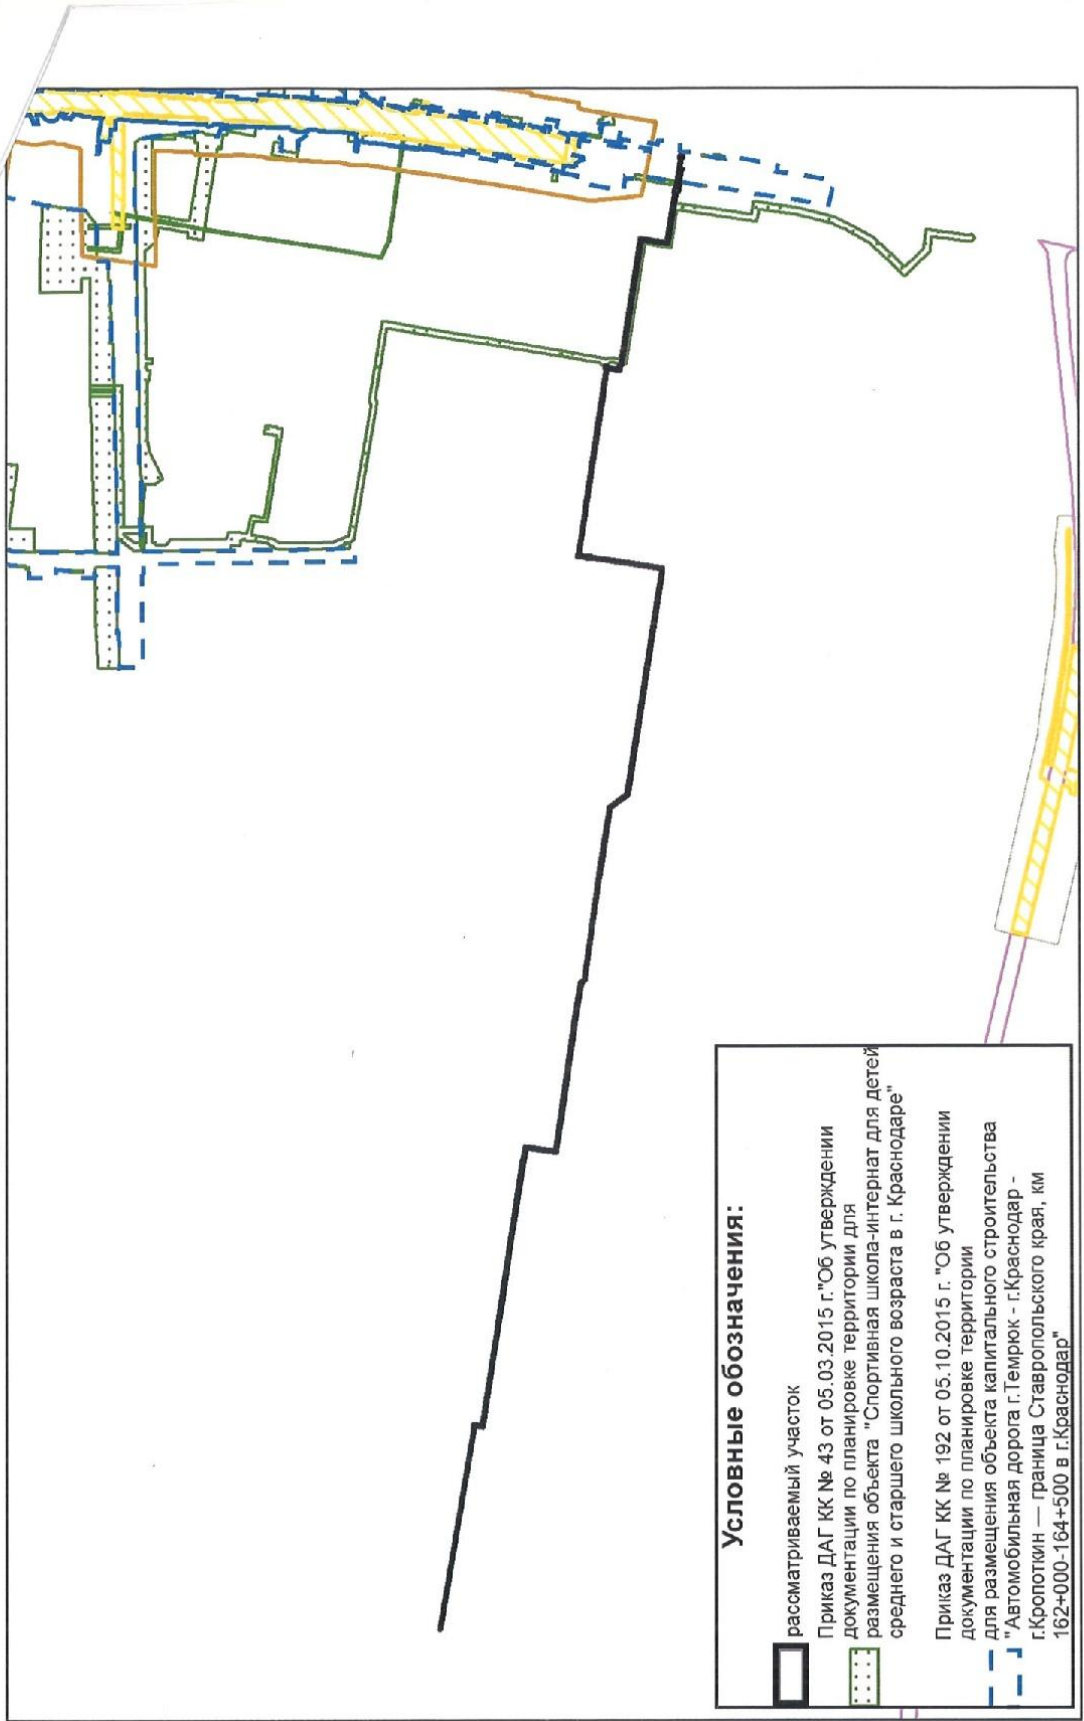 Условные обозначения:
рассматриваемый участок
Приказ ДАГ КК № 43 от 05.03.2015 г."Об утверждении
документации по планировке территории для
размещения объекта "Спортивная школа-интернат для детей
среднего и старшего школьного возраста в г. Краснодаре"
Приказ ДАГ КК № 192 от 05.10.2015 г. "Об утверждении
документации по планировке территории
для размещения объекта капитального строительства
"Автомобильная дорога г.Темрюк - г.Краснодар -
г.Кропоткин — граница Ставропольского края, км
162+000-164+500 в г.Краснодар"